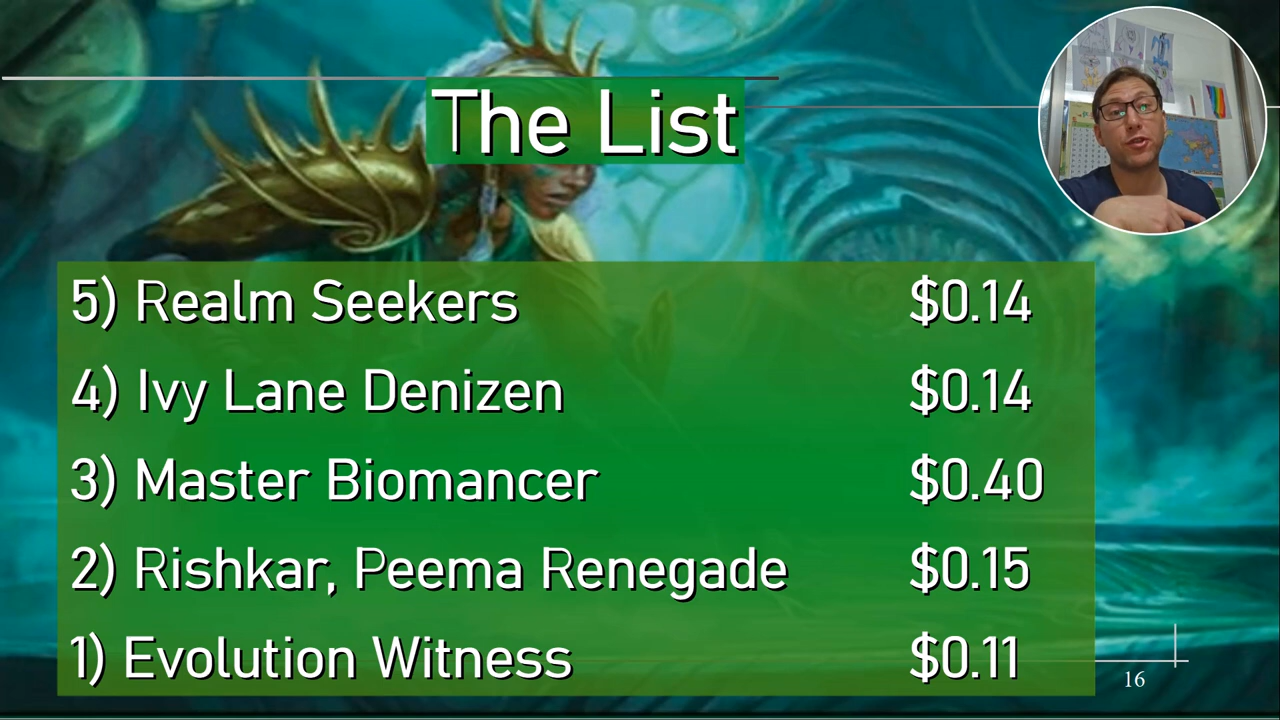 The List
5) Realm Seekers $0.14
4) Ivy Lane Denizen $0.14
3) Master Biomancer $0.40
2) Rishkar, Peema Renegade $0.15
1) Evolution Witness $0.11
16